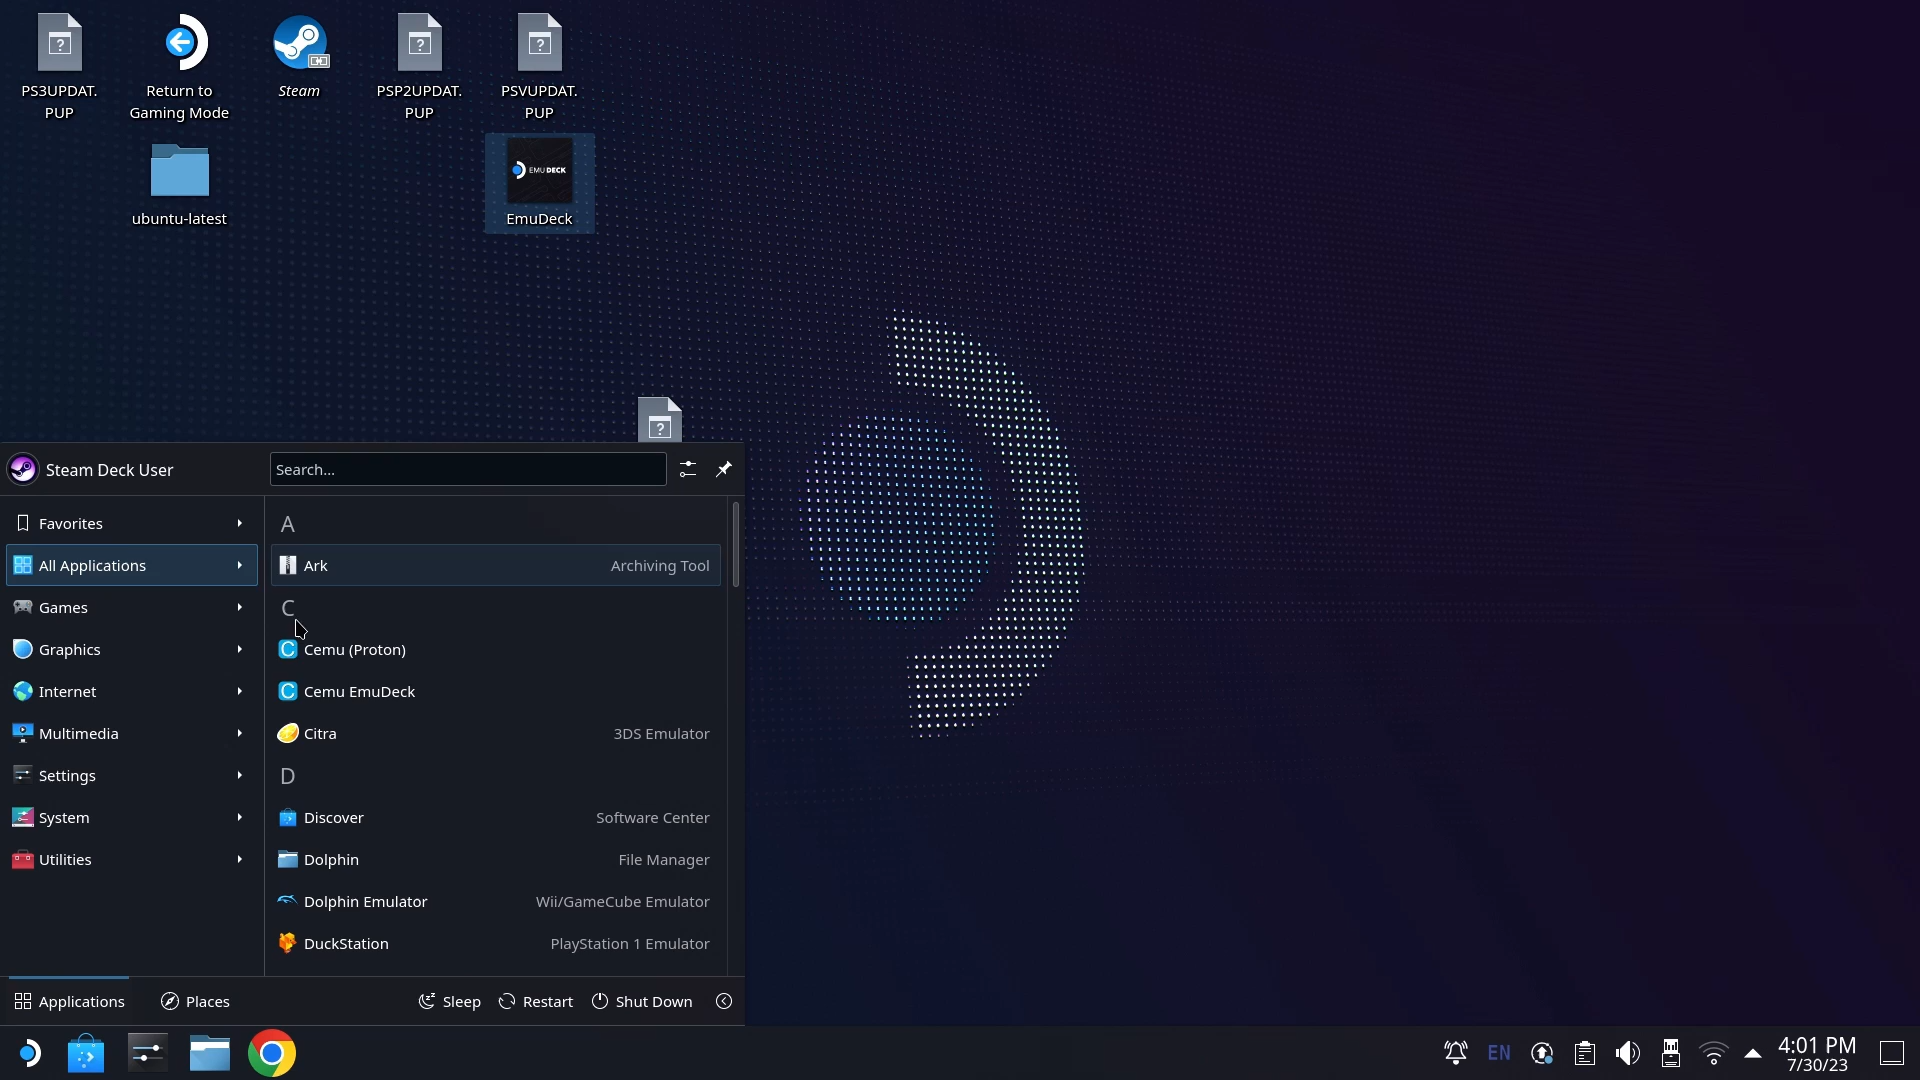 PS3UPDAT.
PUP
Return to
Gaming Mode
Steam
PSP2UPDAT.
PUP
PSVUPDAT.
PUP
ubuntu-latest
EMUDECK
EmuDeck
Steam Deck User
Search...
Favorites
All Applications
Games
Graphics
Internet
Multimedia
Settings
System
Utilities
A
Ark Archiving Tool
C
Cemu (Proton)
Cemu EmuDeck
Citra 3DS Emulator
D
Discover Software Center
Dolphin File Manager
Dolphin Emulator Wii/GameCube Emulator
DuckStation PlayStation 1 Emulator
Applications Places Sleep Restart Shut Down
EN
4:01 PM
7/30/23